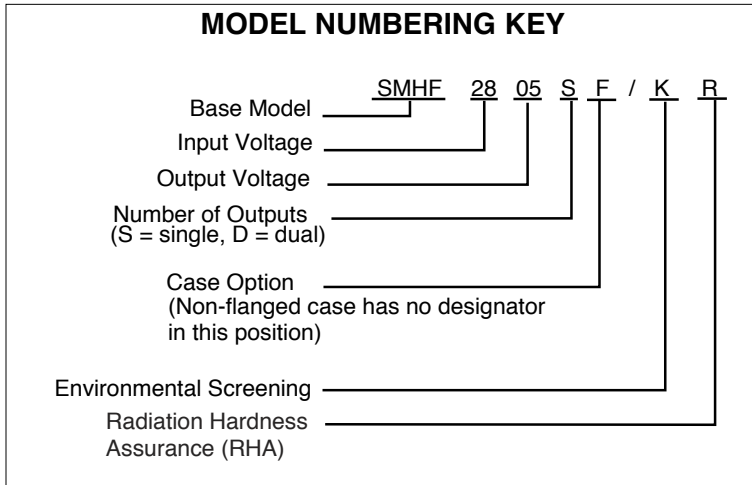 MODEL NUMBERING KEY
SMHF 28 05 S F / K R
Base Model
Input Voltage
Output Voltage
Number of Outputs
(S = single, D = dual)
Case Option
(Non-flanged case has no designator
in this position)
Environmental Screening
Radiation Hardness
Assurance (RHA)